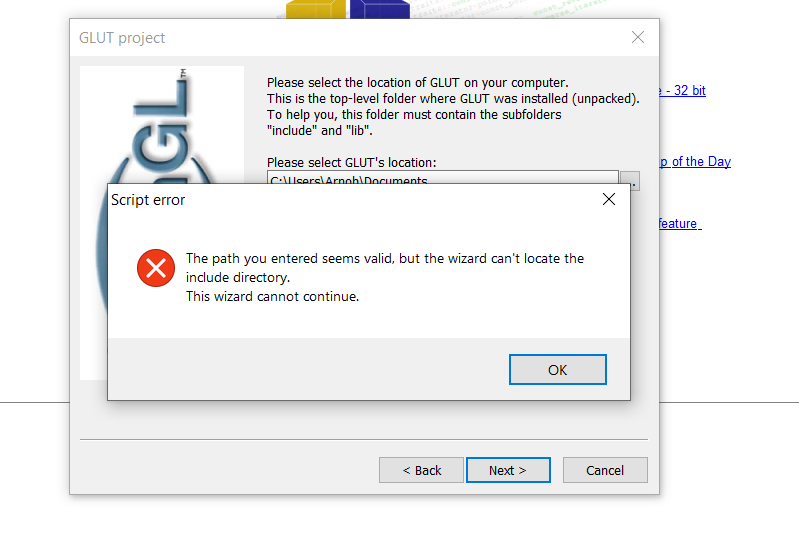 GLUT project
Please select the location of GLUT on your computer.
This is the top-level folder where GLUT was installed (unpacked).
To help you, this folder must contain the subfolders
"include" and "lib".
Please select GLUT's location:
C:\Users\Arnob\Documents
GL™
e - 32 bit
p of the Day
feature
Script error
The path you entered seems valid, but the wizard can't locate the
include directory.
This wizard cannot continue.
OK
< Back
Next >
Cancel